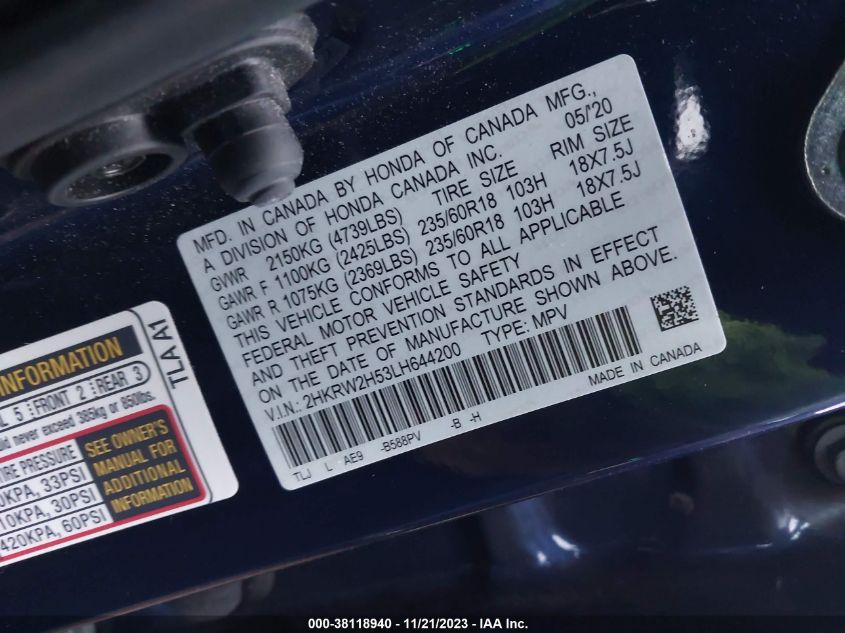 MFD. IN CANADA BY HONDA OF CANADA MFG.,
A DIVISION OF HONDA CANADA INC. 05/'20
GVWR 2150KG (4739LBS) TIRE SIZE RIM SIZE
GAWR F 1100KG (2425LBS) 235/60R18 103H 18X7.5J
GAWR R 1075KG (2369LBS) 235/60R18 103H 18X7.5J
THIS VEHICLE CONFORMS TO ALL APPLICABLE
FEDERAL MOTOR VEHICLE SAFETY
AND THEFT PREVENTION STANDARDS IN EFFECT
ON THE DATE OF MANUFACTURE SHOWN ABOVE.
V.I.N.: 2HKRW2H53LH644200 TYPE: MPV
TLJ L AE9 -B588PV -B -H MADE IN CANADA
TLAA1
INFORMATION
5 FRONT 2 REAR 3
never exceed 385kg or 850lbs.
PRESSURE
KPA, 33PSI
KPA, 30PSI
420KPA, 60PSI
SEE OWNER'S
MANUAL FOR
ADDITIONAL
INFORMATION
000-38118940 - 11/21/2023 - IAA Inc.